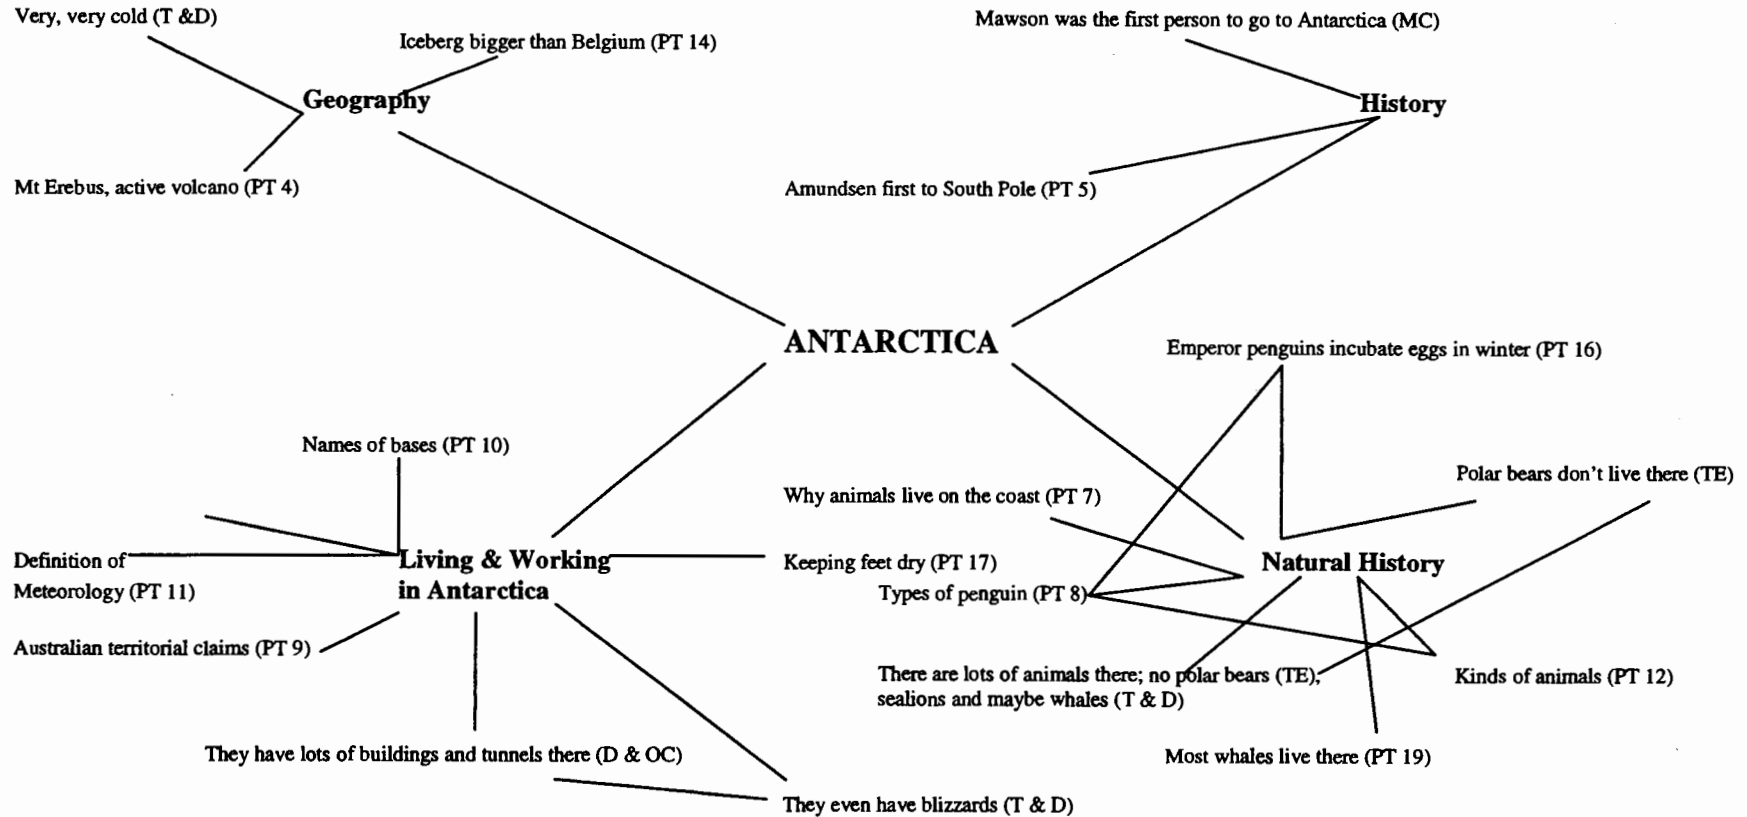 Very, very cold (T &D)
Mawson was the first person to go to Antarctica (MC)
Iceberg bigger than Belgium (PT 14)
Geography
History
Mt Erebus, active volcano (PT 4)
Amundsen first to South Pole (PT 5)
ANTARCTICA
Emperor penguins incubate eggs in winter (PT 16)
Names of bases (PT 10)
Polar bears don't live there (TE)
Why animals live on the coast (PT 7)
Definition of
Meteorology (PT 11)
Living & Working
in Antarctica
Keeping feet dry (PT 17)
Natural History
Types of penguin (PT 8)
Australian territorial claims (PT 9)
There are lots of animals there; no polar bears (TE),
sealions and maybe whales (T & D)
Kinds of animals (PT 12)
They have lots of buildings and tunnels there (D & OC)
Most whales live there (PT 19)
They even have blizzards (T & D)